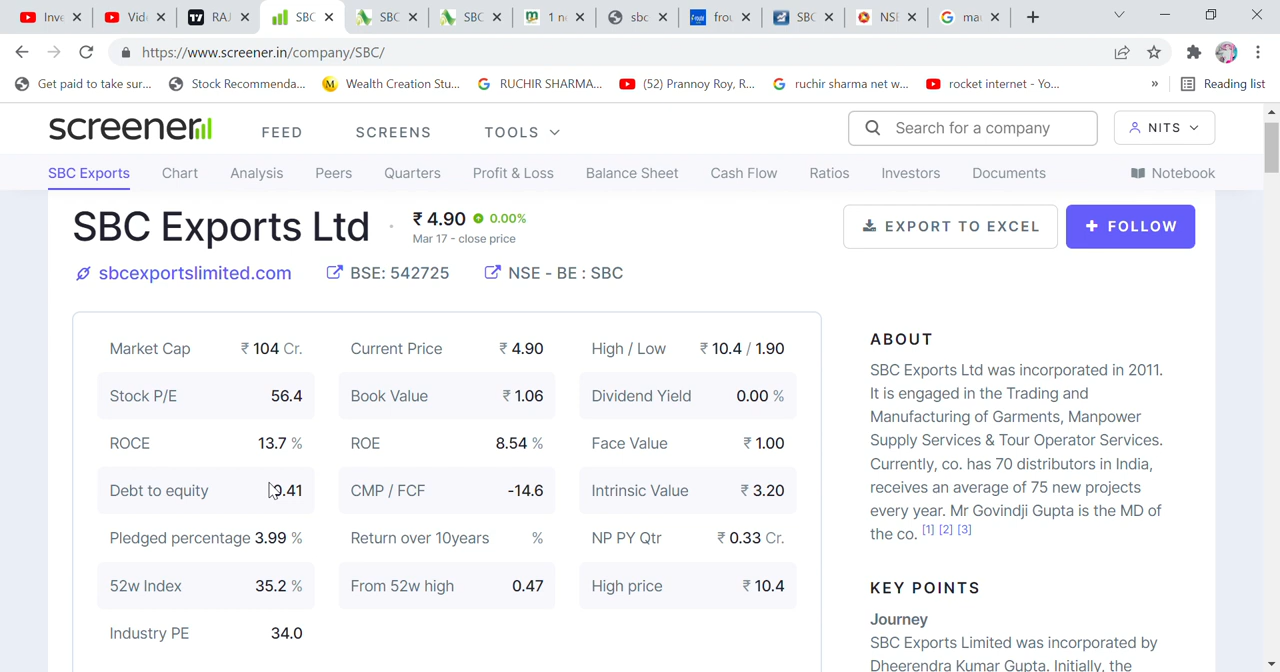 Inve
Vide
RAJ
SBC
SBC
SBC
1 n
sbc
frou
SBC
NSE
mai
https://www.screener.in/company/SBC/
Get paid to take sur...
Stock Recommenda...
Wealth Creation Stu...
RUCHIR SHARMA...
(52) Prannoy Roy, R...
ruchir sharma net w...
rocket internet - Yo...
»
Reading list
screener
FEED
SCREENS
TOOLS
Search for a company
NITS
SBC Exports
Chart
Analysis
Peers
Quarters
Profit & Loss
Balance Sheet
Cash Flow
Ratios
Investors
Documents
Notebook
SBC Exports Ltd
₹ 4.90 0.00%
Mar 17 - close price
EXPORT TO EXCEL
+ FOLLOW
sbcexportslimited.com
BSE: 542725
NSE - BE : SBC
Market Cap ₹ 104 Cr.
Current Price ₹ 4.90
High / Low ₹ 10.4 / 1.90
Stock P/E 56.4
Book Value ₹ 1.06
Dividend Yield 0.00 %
ROCE 13.7 %
ROE 8.54 %
Face Value ₹ 1.00
Debt to equity 0.41
CMP / FCF -14.6
Intrinsic Value ₹ 3.20
Pledged percentage 3.99 %
Return over 10years %
NP PY Qtr ₹ 0.33 Cr.
52w Index 35.2 %
From 52w high 0.47
High price ₹ 10.4
Industry PE 34.0
ABOUT
SBC Exports Ltd was incorporated in 2011.
It is engaged in the Trading and
Manufacturing of Garments, Manpower
Supply Services & Tour Operator Services.
Currently, co. has 70 distributors in India,
receives an average of 75 new projects
every year. Mr Govindji Gupta is the MD of
the co. [1] [2] [3]
KEY POINTS
Journey
SBC Exports Limited was incorporated by
Dheerendra Kumar Gupta. Initially, the